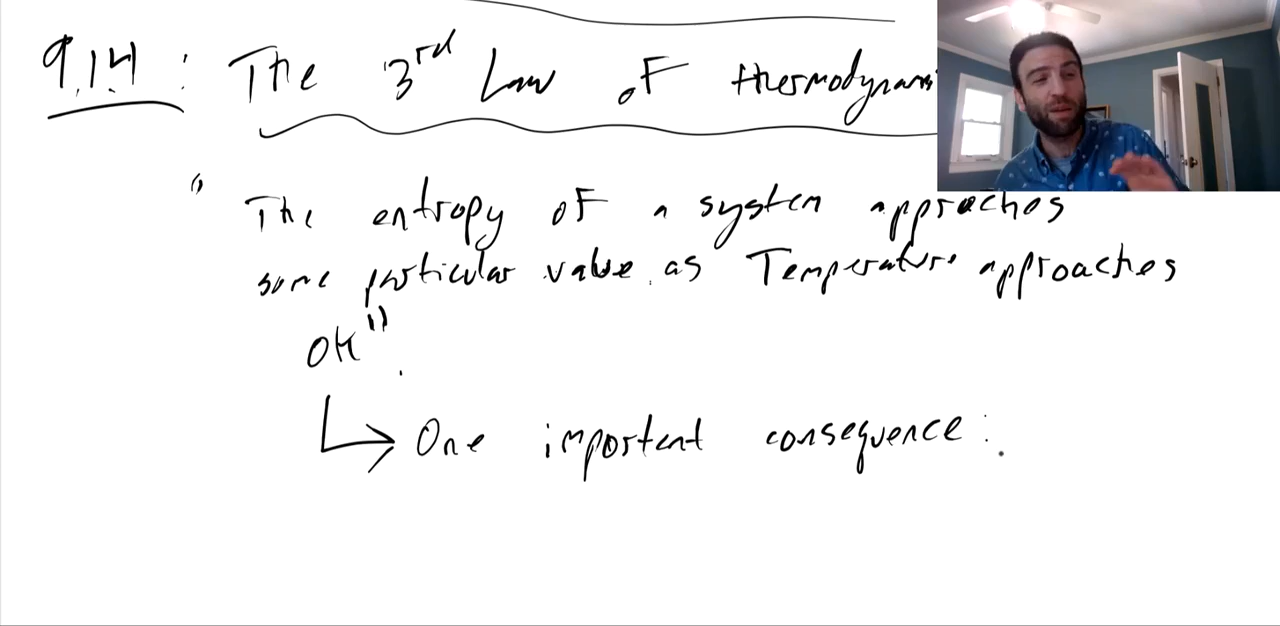 9.14: The 3rd Law of thermodynami
"The entropy of a system approaches
some particular value as Temperature approaches
0K".
One important consequence: